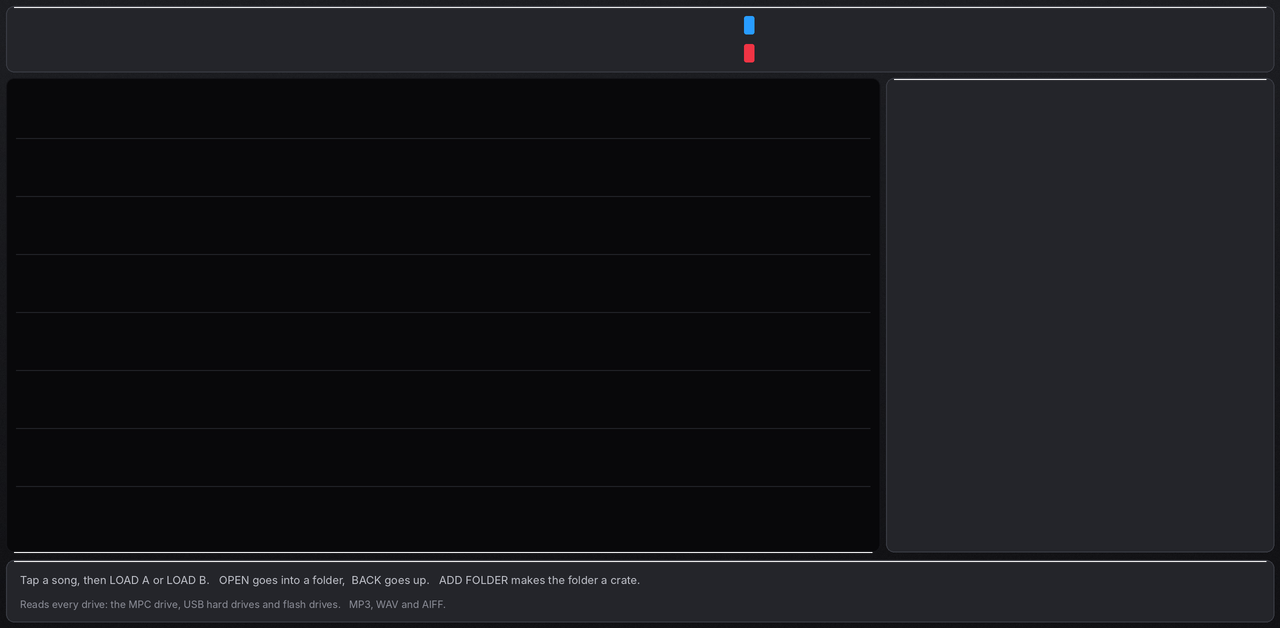 Tap a song, then LOAD A or LOAD B.   OPEN goes into a folder,  BACK goes up.   ADD FOLDER makes the folder a crate.
Reads every drive: the MPC drive, USB hard drives and flash drives.   MP3, WAV and AIFF.